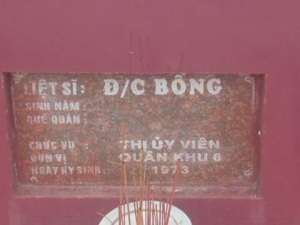 LIỆT SĨ: Đ/C BÔNG
SINH NĂM:
QUÊ QUÁN:
CHỨC VỤ: THỊ ỦY VIÊN
ĐƠN VỊ QUÂN KHU 6
NGÀY HY SINH: 1973